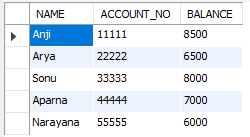 NAME ACCOUNT_NO BALANCE
Anji 11111 8500
Arya 22222 6500
Sonu 33333 8000
Aparna 44444 7000
Narayana 55555 6000